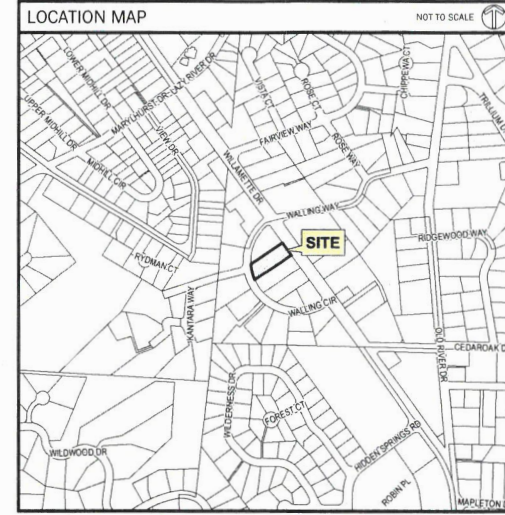 LOCATION MAP
NOT TO SCALE
LOWER MIDHILL DR
UPPER MIDHILL DR
MARYLHURST DR
LAZY RIVER DR
VIEW DR
MIDHILL CIR
VISTA CT
ROSE CT
CHIPPEWA CT
TRILLIUM
FAIRVIEW WAY
ROSE WAY
WILLAMETTE DR
WALLING WAY
SITE
RIDGEWOOD WAY
RYDMAN CT
KANTARA WAY
WALLING CIR
OLD RIVER DR
CEDAROAK
WILDERNESS DR
FOREST CT
HIDDEN SPRINGS RD
WILDWOOD DR
ROBIN PL
MAPLETON